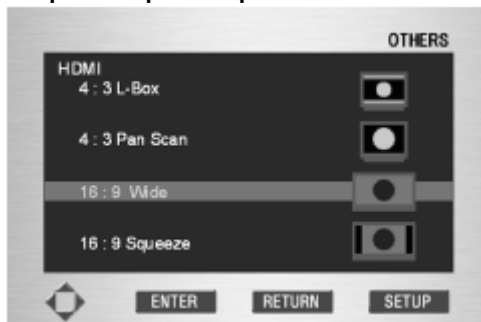 OTHERS
HDMI
4 : 3 L-Box
4 : 3 Pan Scan
16 : 9 Wide
16 : 9 Squeeze
ENTER RETURN SETUP